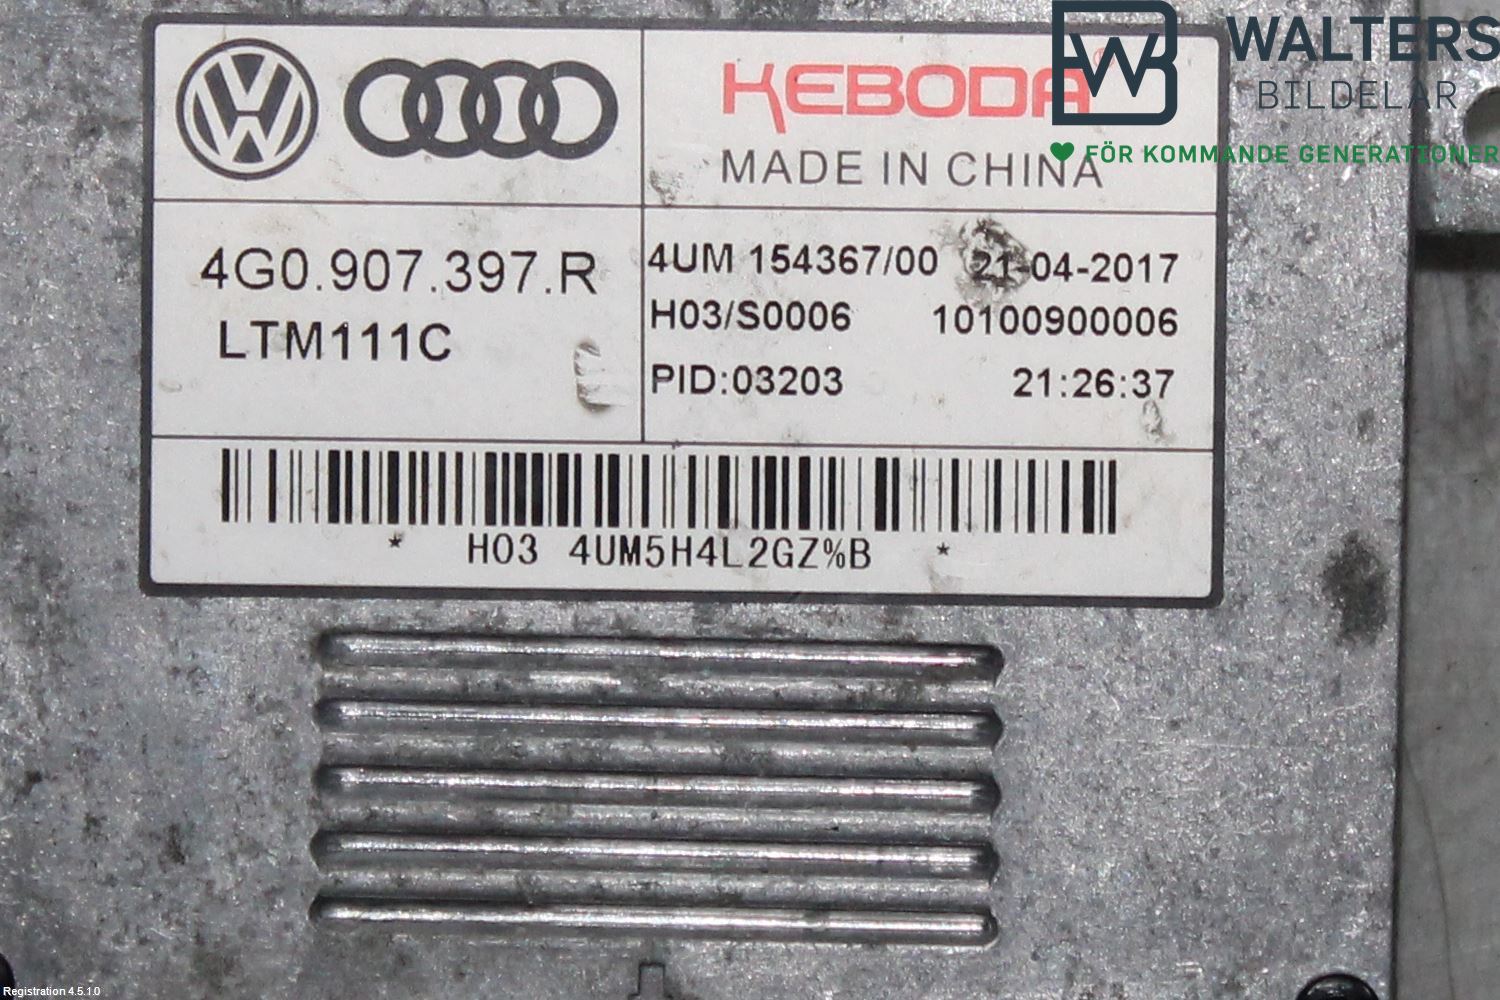 WALTERS
BILDELAR
FÖR KOMMANDE GENERATIONER
KEBODA
MADE IN CHINA
4G0.907.397.R
LTM111C
4UM 154367/00 21-04-2017
H03/S0006 10100900006
PID:03203 21:26:37
* H03 4UM5H4L2GZ%B *
Registration 4.5.1.0